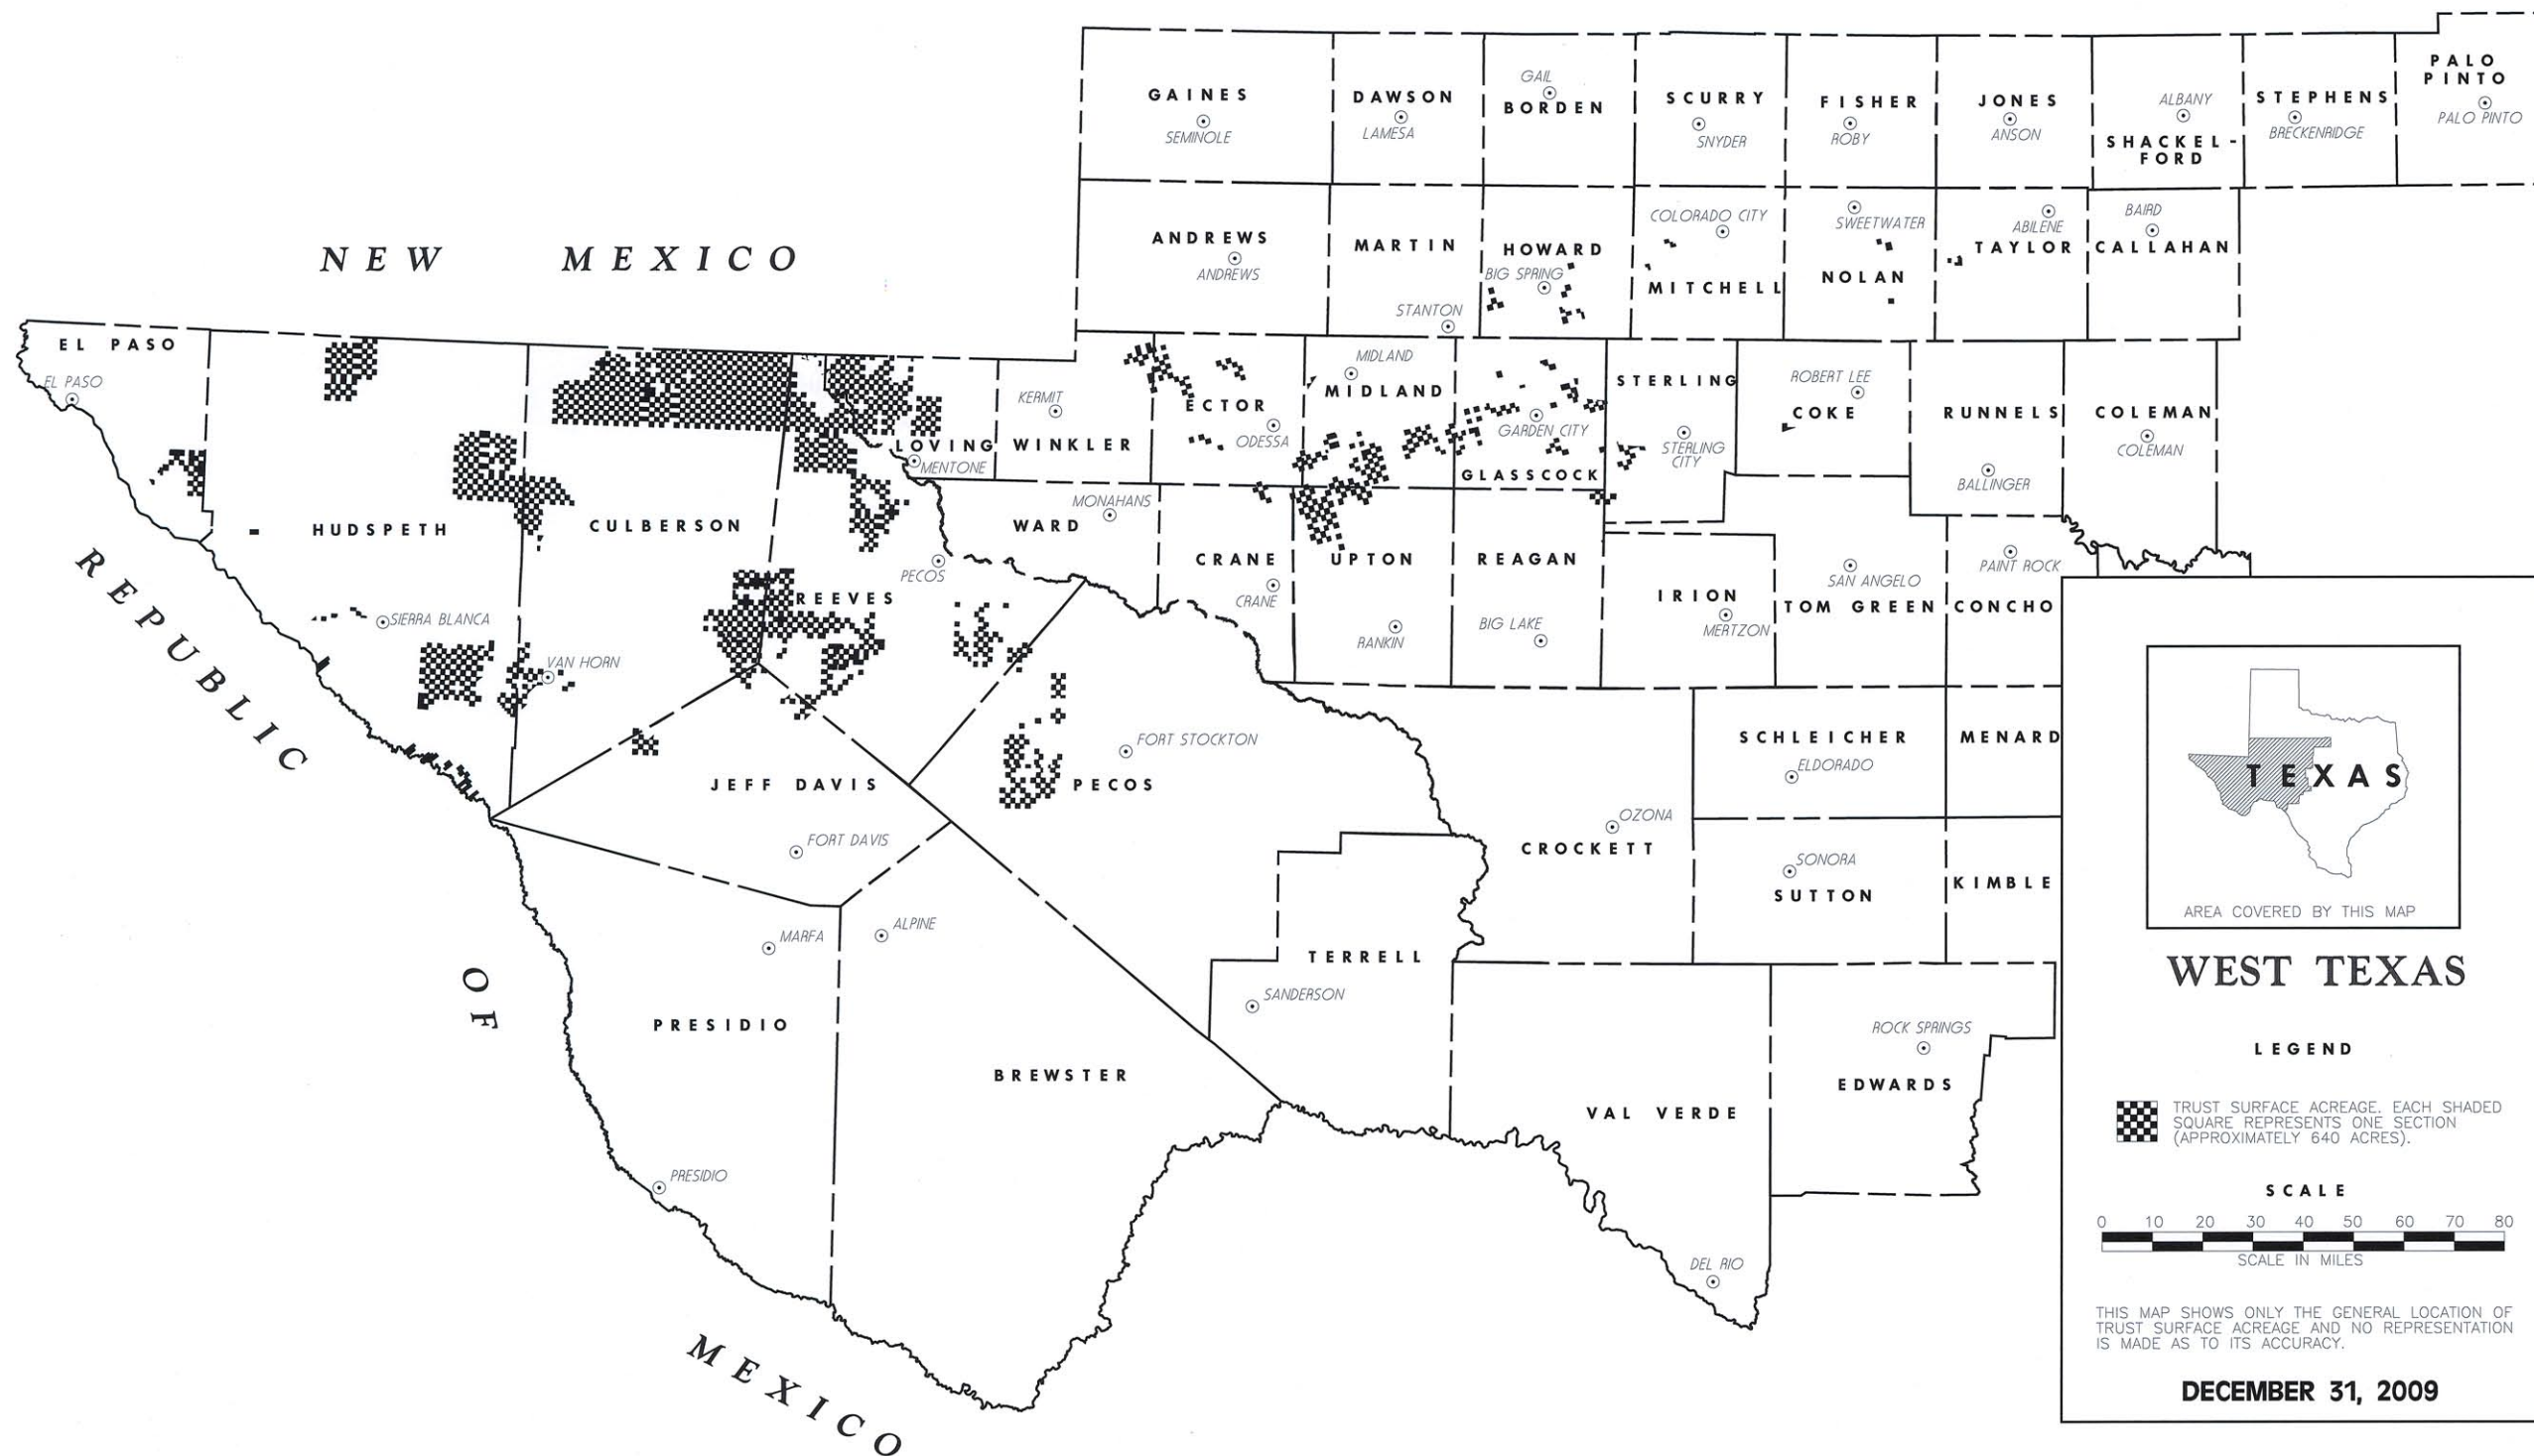 NEW MEXICO
REPUBLIC
OF
MEXICO
GAINES
SEMINOLE
DAWSON
LAMESA
GAIL
BORDEN
SCURRY
SNYDER
FISHER
ROBY
JONES
ANSON
ALBANY
SHACKEL-
FORD
STEPHENS
BRECKENRIDGE
PALO
PINTO
PALO PINTO
ANDREWS
ANDREWS
MARTIN
STANTON
HOWARD
BIG SPRING
COLORADO CITY
MITCHELL
SWEETWATER
NOLAN
ABILENE
TAYLOR
BAIRD
CALLAHAN
EL PASO
EL PASO
HUDSPETH
SIERRA BLANCA
CULBERSON
VAN HORN
REEVES
PECOS
LOVING
MENTONE
KERMIT
WINKLER
ECTOR
ODESSA
MIDLAND
MIDLAND
GARDEN CITY
GLASSCOCK
STERLING
STERLING
CITY
ROBERT LEE
COKE
RUNNELS
BALLINGER
COLEMAN
COLEMAN
MONAHANS
WARD
CRANE
CRANE
UPTON
RANKIN
REAGAN
BIG LAKE
IRION
MERTZON
SAN ANGELO
TOM GREEN
PAINT ROCK
CONCHO
JEFF DAVIS
FORT DAVIS
FORT STOCKTON
PECOS
SCHLEICHER
ELDORADO
MENARD
OZONA
CROCKETT
SONORA
SUTTON
KIMBLE
MARFA
ALPINE
PRESIDIO
PRESIDIO
BREWSTER
TERRELL
SANDERSON
VAL VERDE
DEL RIO
ROCK SPRINGS
EDWARDS
TEXAS
AREA COVERED BY THIS MAP
WEST TEXAS
LEGEND
TRUST SURFACE ACREAGE. EACH SHADED
SQUARE REPRESENTS ONE SECTION
(APPROXIMATELY 640 ACRES).
SCALE
0 10 20 30 40 50 60 70 80
SCALE IN MILES
THIS MAP SHOWS ONLY THE GENERAL LOCATION OF
TRUST SURFACE ACREAGE AND NO REPRESENTATION
IS MADE AS TO ITS ACCURACY.
DECEMBER 31, 2009